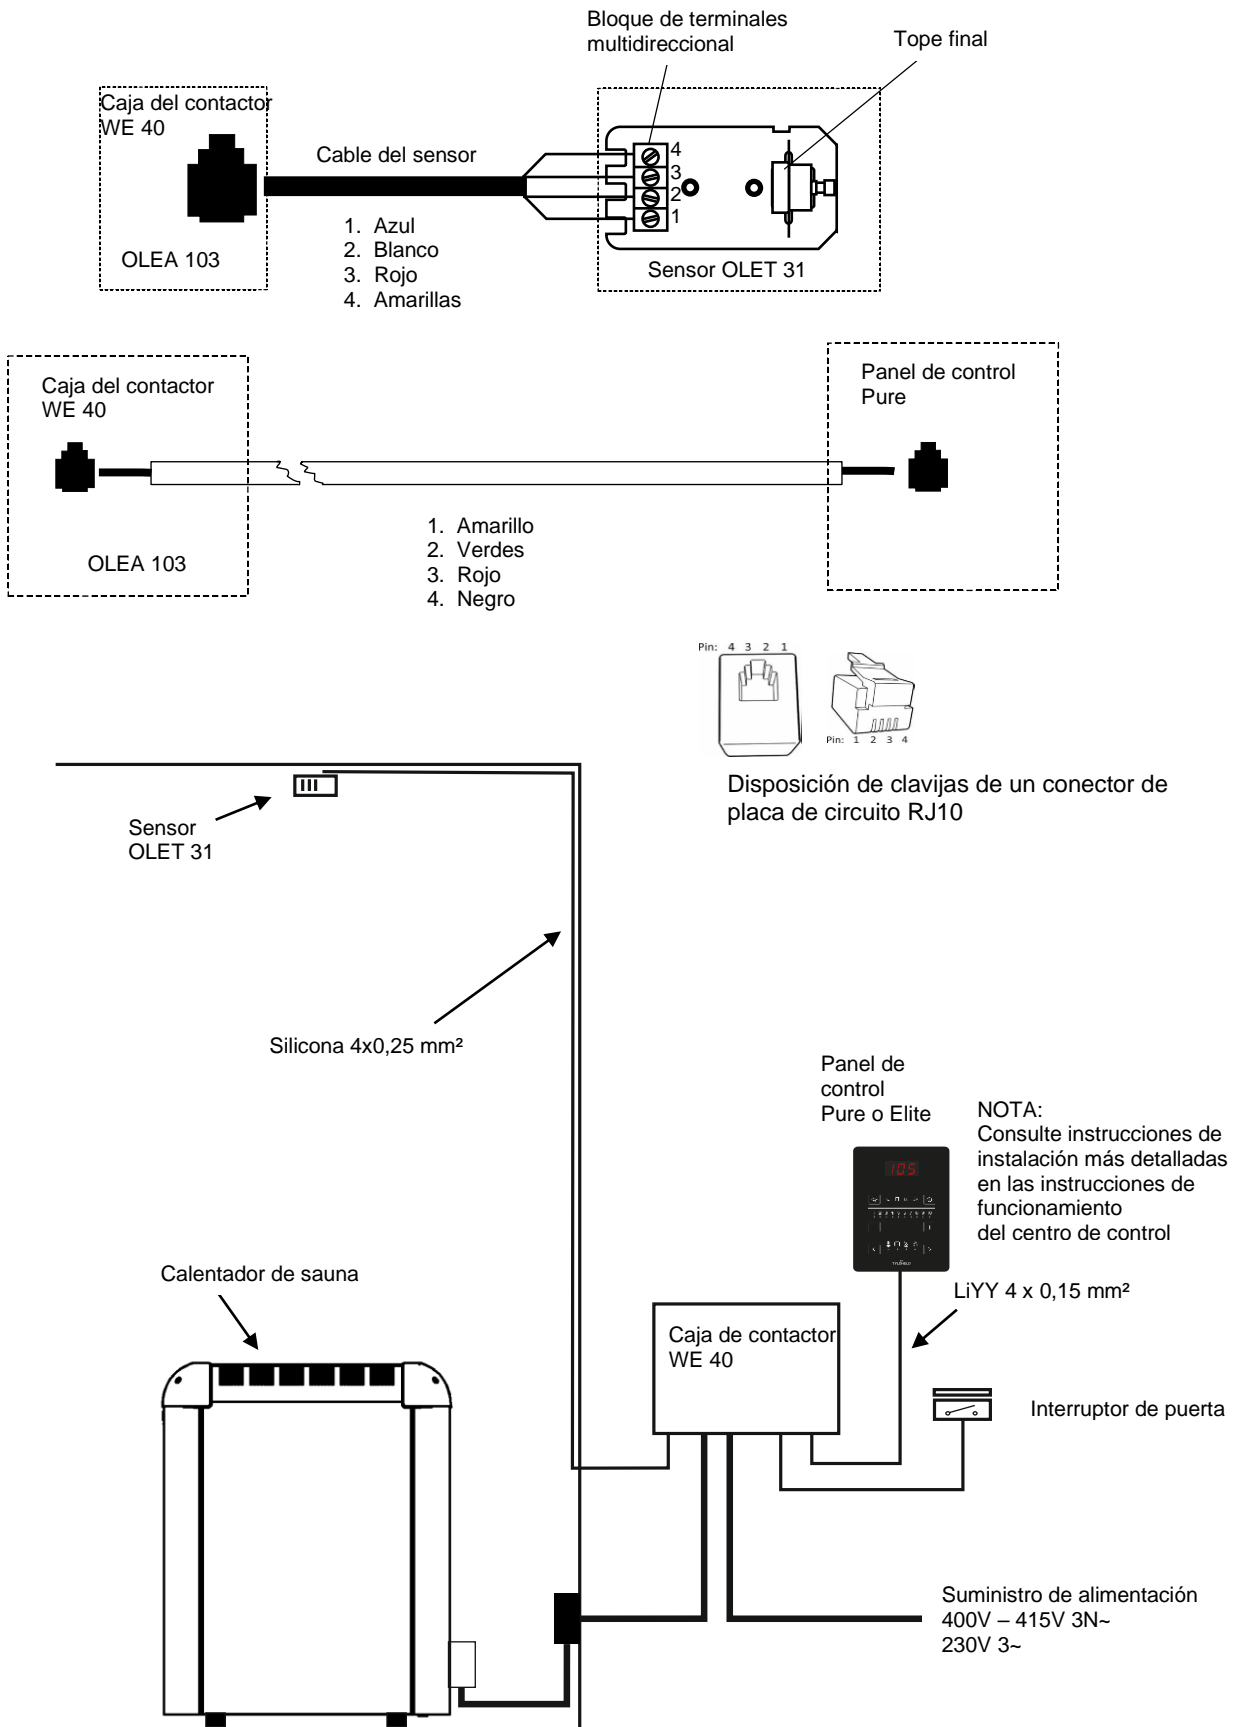 Bloque de terminales
multidireccional
Tope final
Caja del contactor
WE 40
Cable del sensor
4
3
2
1
1. Azul
2. Blanco
3. Rojo
4. Amarillas
OLEA 103
Sensor OLET 31
Caja del contactor
WE 40
Panel de control
Pure
OLEA 103
1. Amarillo
2. Verdes
3. Rojo
4. Negro
Pin: 4 3 2 1
Pin: 1 2 3 4
Disposición de clavijas de un conector de
placa de circuito RJ10
Sensor
OLET 31
Silicona 4x0,25 mm²
Panel de
control
Pure o Elite
NOTA:
Consulte instrucciones de
instalación más detalladas
en las instrucciones de
funcionamiento
del centro de control
105
Calentador de sauna
LiYY 4 x 0,15 mm²
Caja de contactor
WE 40
Interruptor de puerta
Suministro de alimentación
400V – 415V 3N~
230V 3~